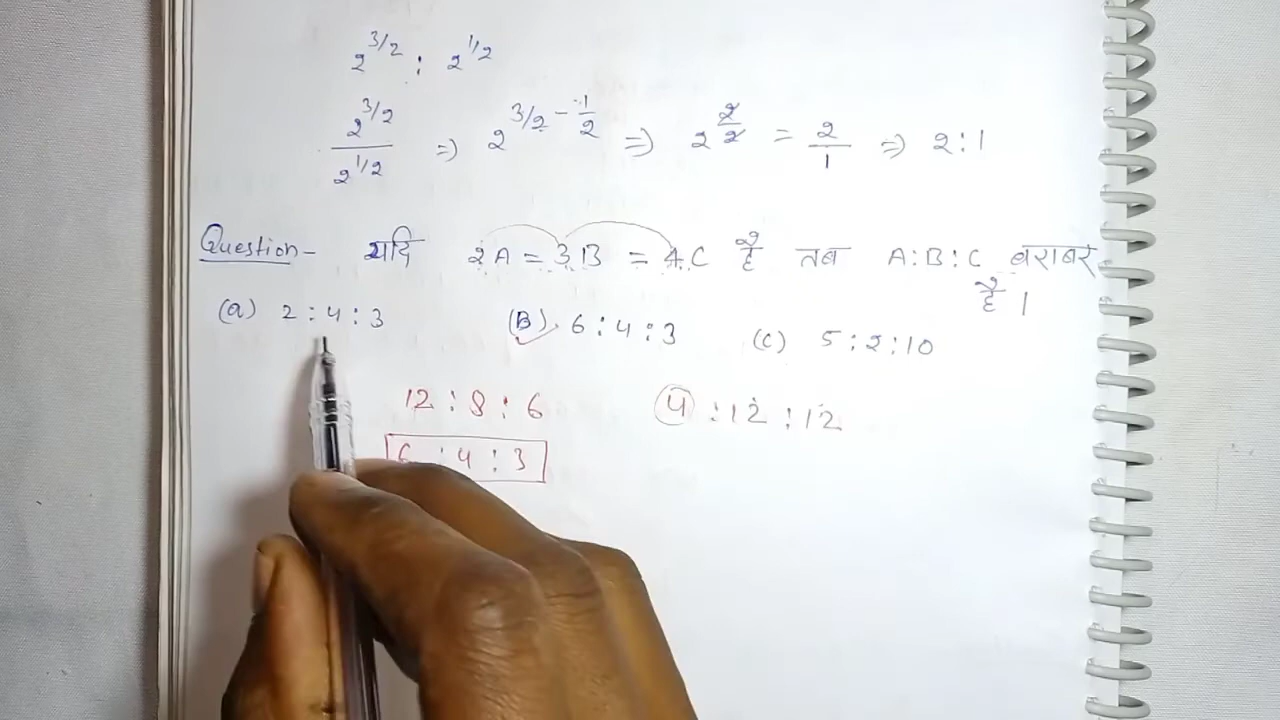 2^3/2 : 2^1/2
2^3/2 / 2^1/2 => 2^3/2 - 1/2 => 2^2/2 = 2/1 => 2:1
Question- यदि 2A = 3B = 4C है तब A:B:C बराबर
है।
(a) 2:4:3 (B) 6:4:3 (C) 5:2:10
12:8:6 4:12:12
6:4:3